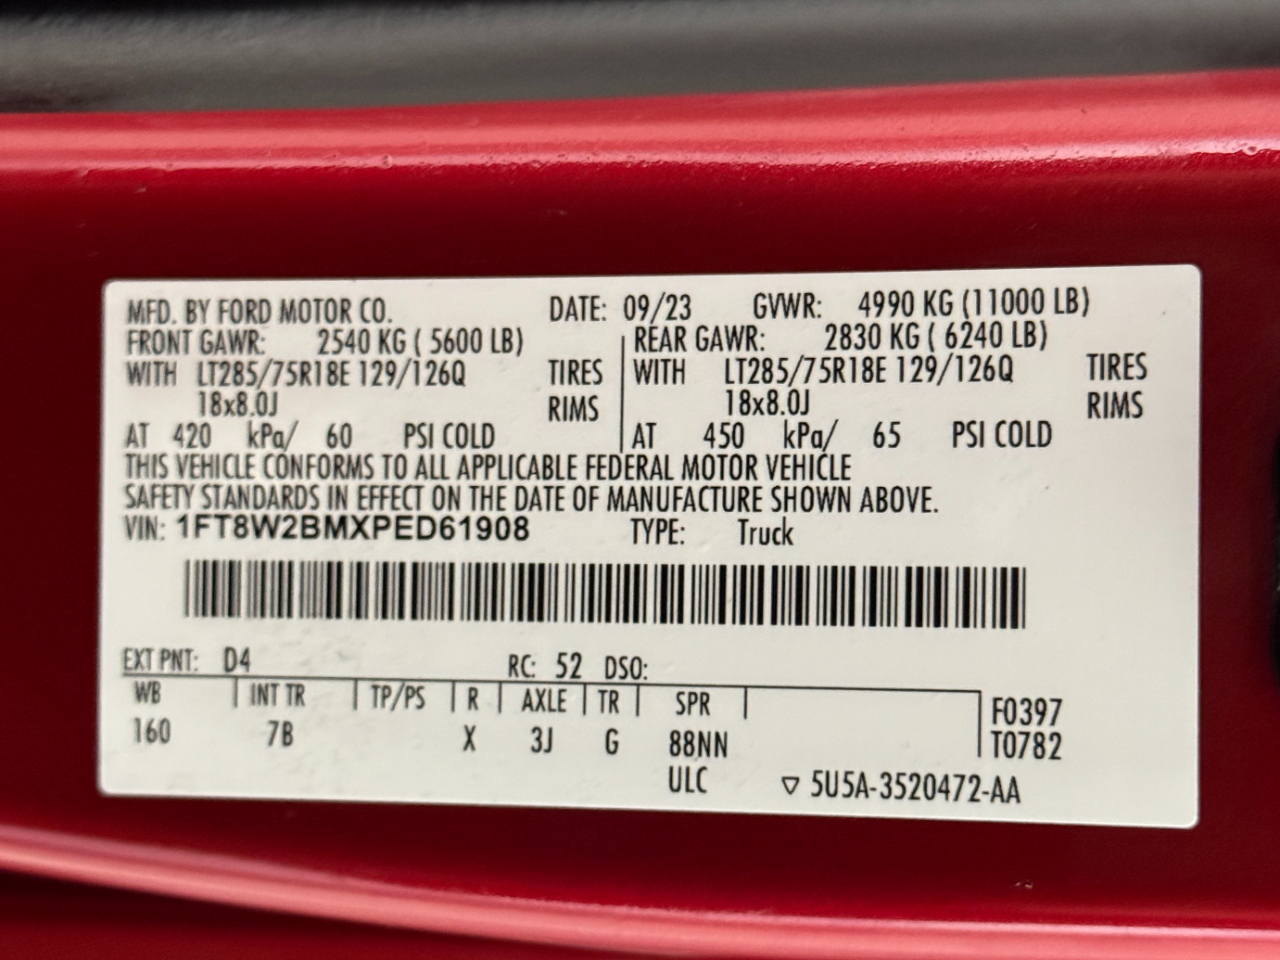 MFD. BY FORD MOTOR CO. DATE: 09/23 GVWR: 4990 KG (11000 LB)
FRONT GAWR: 2540 KG ( 5600 LB) REAR GAWR: 2830 KG ( 6240 LB)
WITH LT285/75R18E 129/126Q TIRES WITH LT285/75R18E 129/126Q TIRES
18x8.0J RIMS 18x8.0J RIMS
AT 420 kPa/ 60 PSI COLD AT 450 kPa/ 65 PSI COLD
THIS VEHICLE CONFORMS TO ALL APPLICABLE FEDERAL MOTOR VEHICLE
SAFETY STANDARDS IN EFFECT ON THE DATE OF MANUFACTURE SHOWN ABOVE.
VIN: 1FT8W2BMXPED61908 TYPE: Truck
EXT PNT: D4 RC: 52 DSO:
WB INT TR TP/PS R AXLE TR SPR F0397
160 7B X 3J G 88NN T0782
ULC ▽ 5U5A-3520472-AA